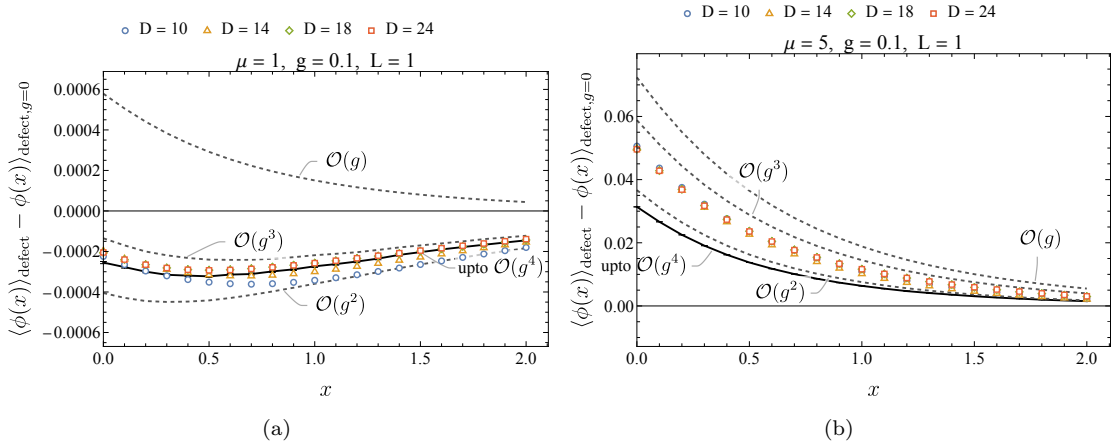 D = 10 D = 14 D = 18 D = 24
μ = 1, g = 0.1, L = 1
⟨ϕ(x)⟩defect − ϕ(x)⟩defect,g=0
0.0006
0.0004
0.0002
0.0000
−0.0002
−0.0004
−0.0006
𝒪(g)
𝒪(g³)
upto 𝒪(g⁴)
𝒪(g²)
0.0 0.5 1.0 1.5 2.0
x
(a)
D = 10 D = 14 D = 18 D = 24
μ = 5, g = 0.1, L = 1
⟨ϕ(x)⟩defect − ϕ(x)⟩defect,g=0
0.06
0.04
0.02
0.00
𝒪(g³)
𝒪(g)
upto 𝒪(g⁴)
𝒪(g²)
0.0 0.5 1.0 1.5 2.0
x
(b)